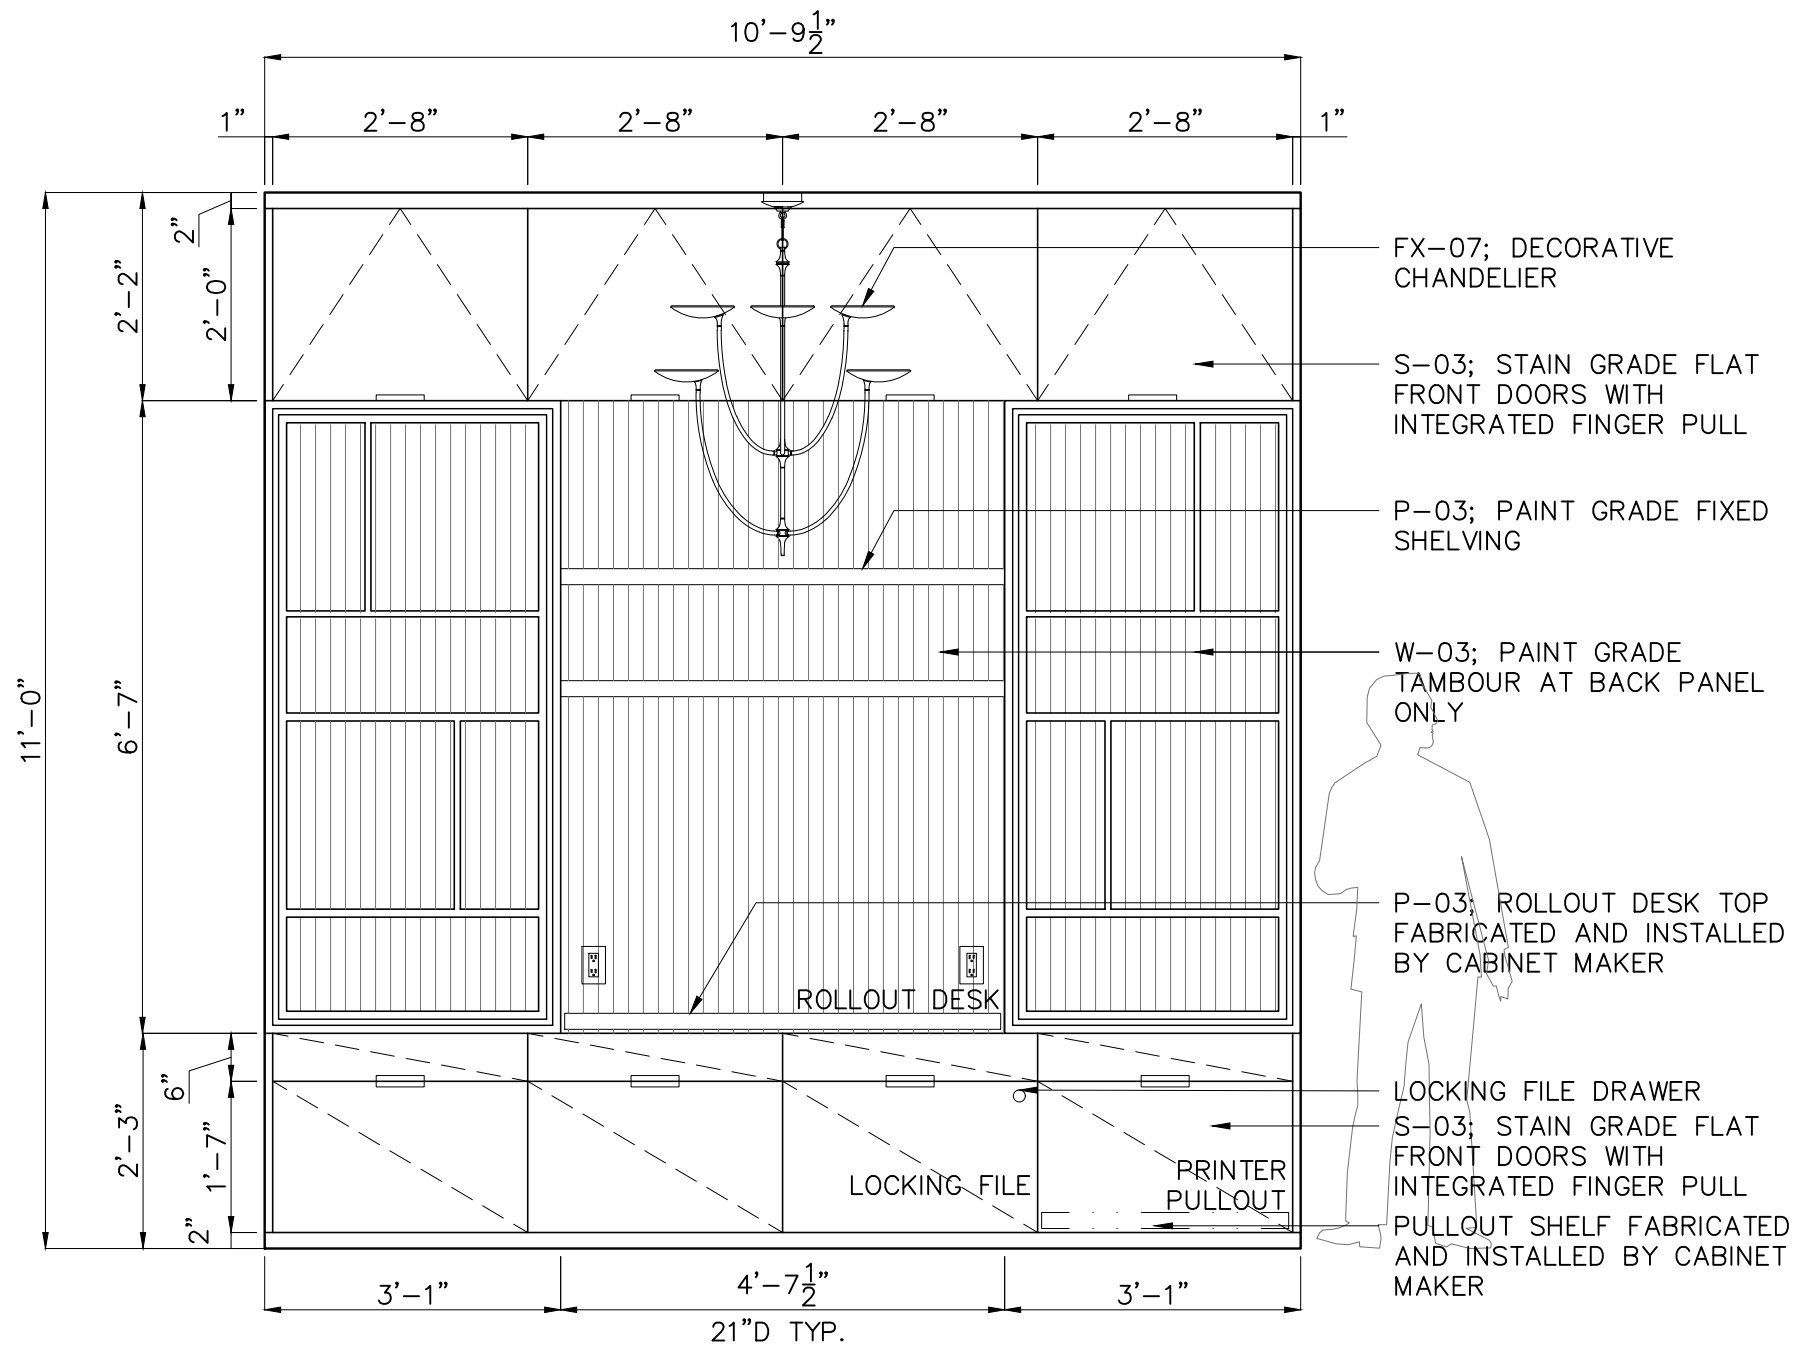 10'-9 1/2"
1" 2'-8" 2'-8" 2'-8" 2'-8" 1"
2"
2'-2"
2'-0"
11'-0"
6'-7"
6"
2'-3"
1'-7"
2"
FX-07; DECORATIVE
CHANDELIER
S-03; STAIN GRADE FLAT
FRONT DOORS WITH
INTEGRATED FINGER PULL
P-03; PAINT GRADE FIXED
SHELVING
W-03; PAINT GRADE
TAMBOUR AT BACK PANEL
ONLY
P-03; ROLLOUT DESK TOP
FABRICATED AND INSTALLED
BY CABINET MAKER
ROLLOUT DESK
LOCKING FILE DRAWER
S-03; STAIN GRADE FLAT
FRONT DOORS WITH
INTEGRATED FINGER PULL
LOCKING FILE
PRINTER
PULLOUT
PULLOUT SHELF FABRICATED
AND INSTALLED BY CABINET
MAKER
3'-1" 4'-7 1/2" 3'-1"
21"D TYP.